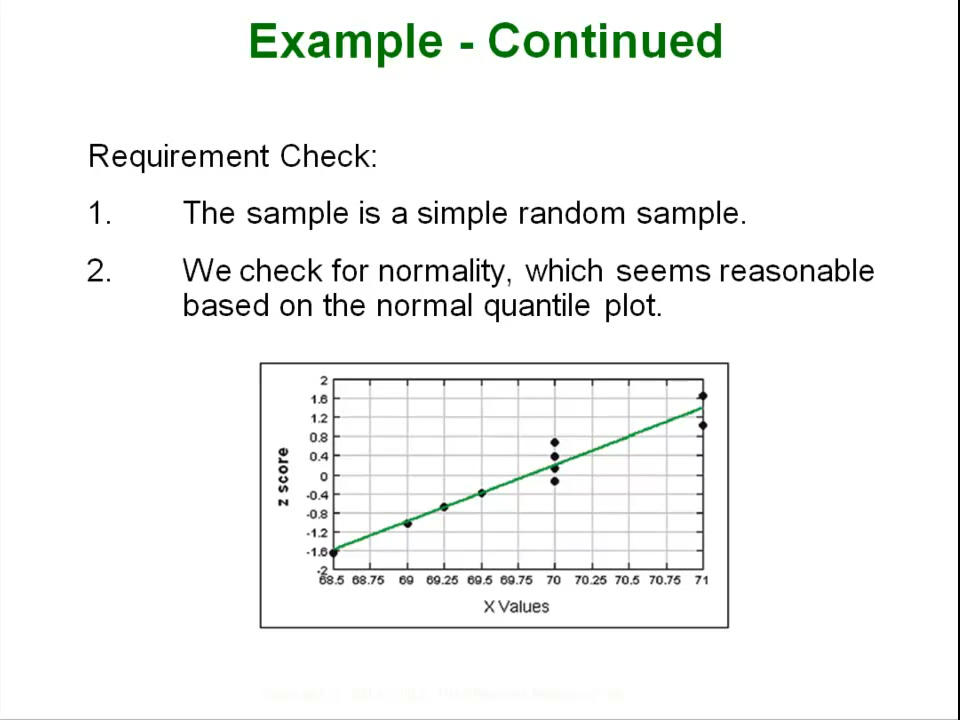 Example - Continued
Requirement Check:
1. The sample is a simple random sample.
2. We check for normality, which seems reasonable
based on the normal quantile plot.
2
1.6
1.2
0.8
0.4
0
-0.4
-0.8
-1.2
-1.6
-2
z score
68.5 68.75 69 69.25 69.5 69.75 70 70.25 70.5 70.75 71
X Values